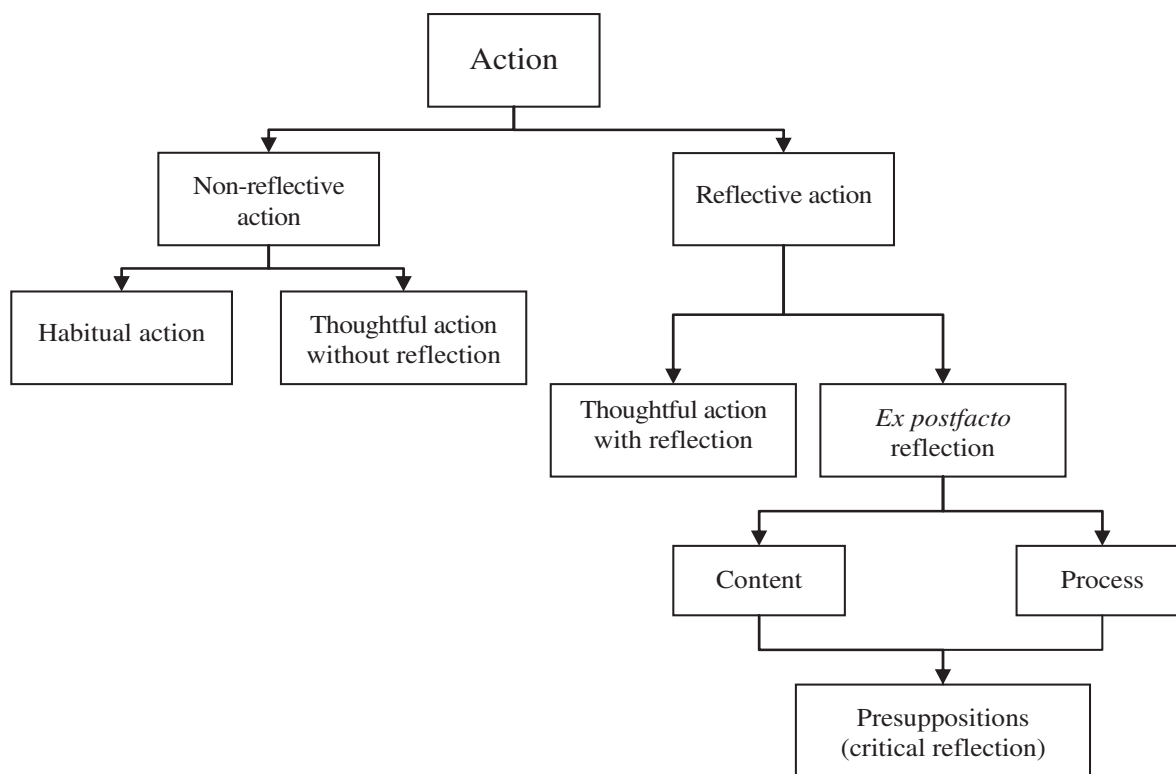 Action
Non-reflective
action
Reflective action
Habitual action
Thoughtful action
without reflection
Thoughtful action
with reflection
Ex postfacto
reflection
Content
Process
Presuppositions
(critical reflection)